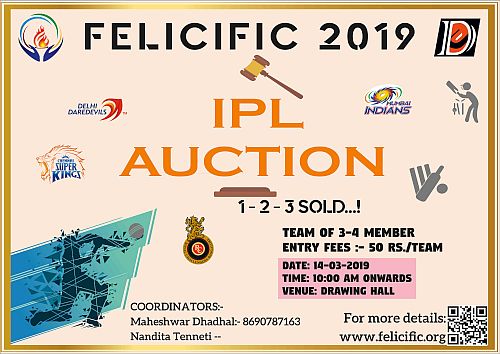 FELICIFIC 2019
DELHI
DAREDEVILS
MUMBAI
INDIANS
IPL
AUCTION
CHENNAI
SUPER
KINGS
1 - 2 - 3 SOLD...!
TEAM OF 3-4 MEMBER
ENTRY FEES :- 50 RS./TEAM
DATE: 14-03-2019
TIME: 10:00 AM ONWARDS
VENUE: DRAWING HALL
COORDINATORS:-
Maheshwar Dhadhal:- 8690787163
Nandita Tenneti --
For more details:
www.felicific.org